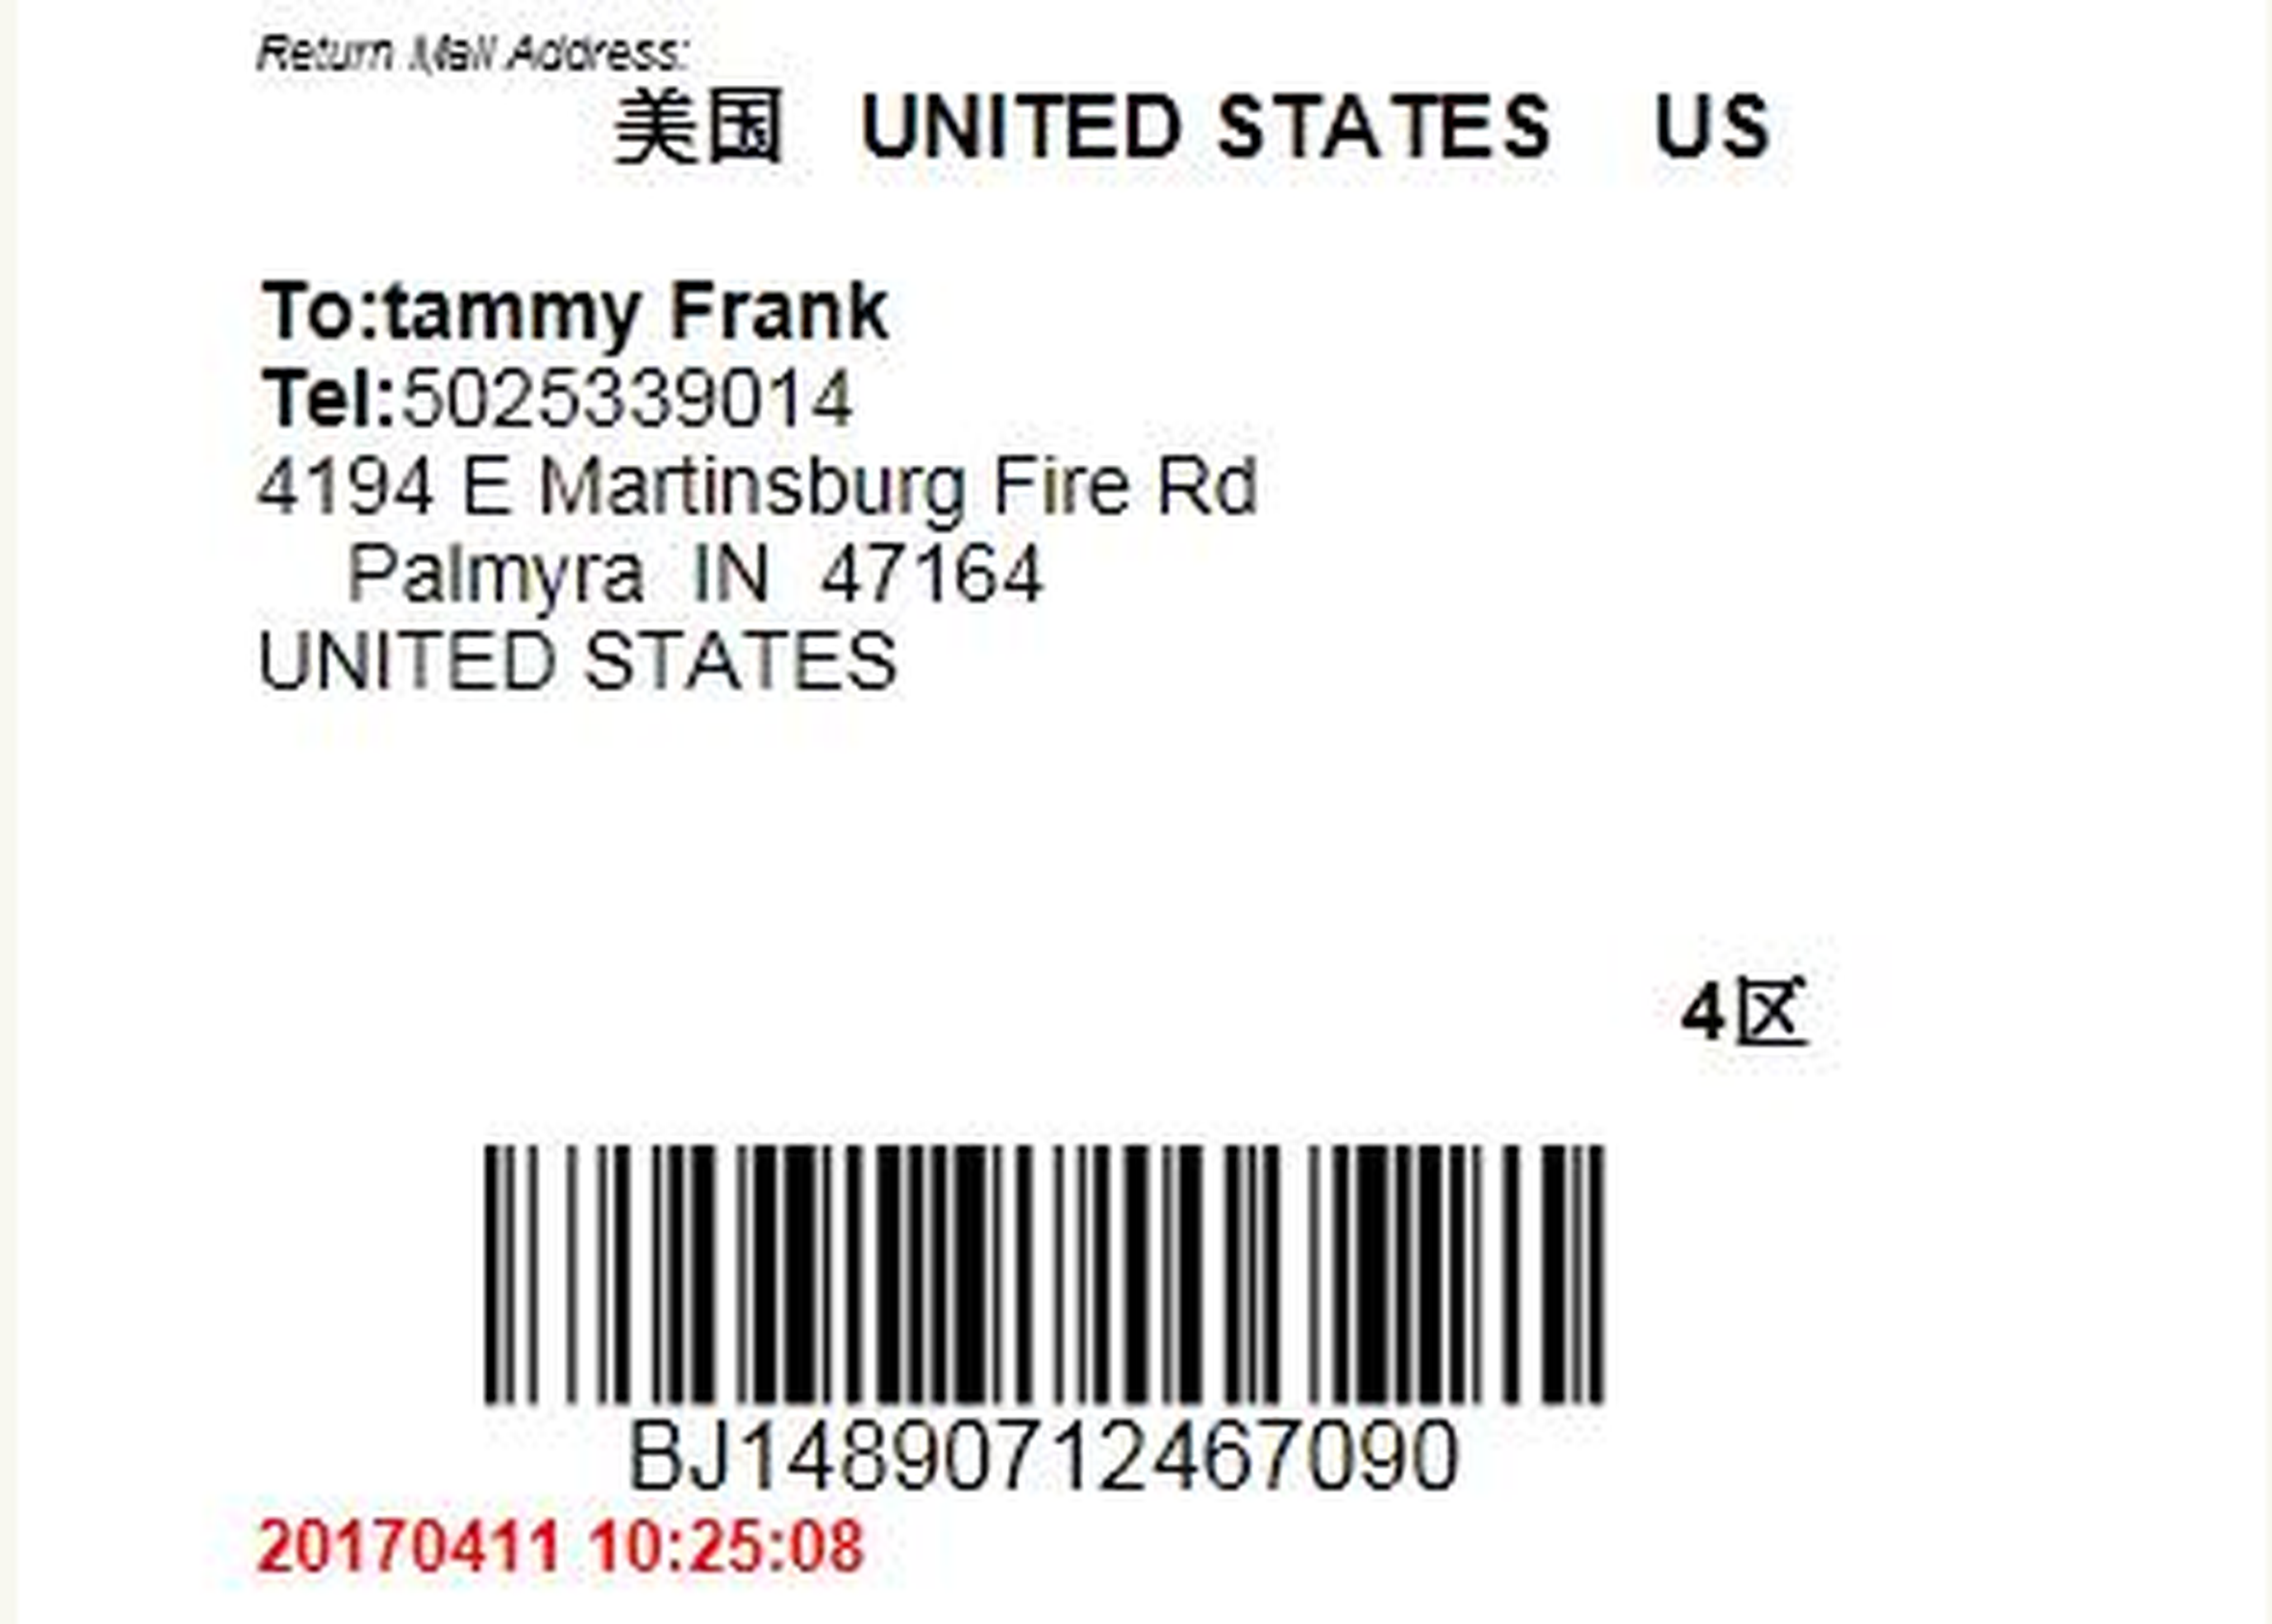 Return Mail Address:
美国 UNITED STATES US
To:tammy Frank
Tel:5025339014
4194 E Martinsburg Fire Rd
Palmyra IN 47164
UNITED STATES
4区
BJ14890712467090
20170411 10:25:08